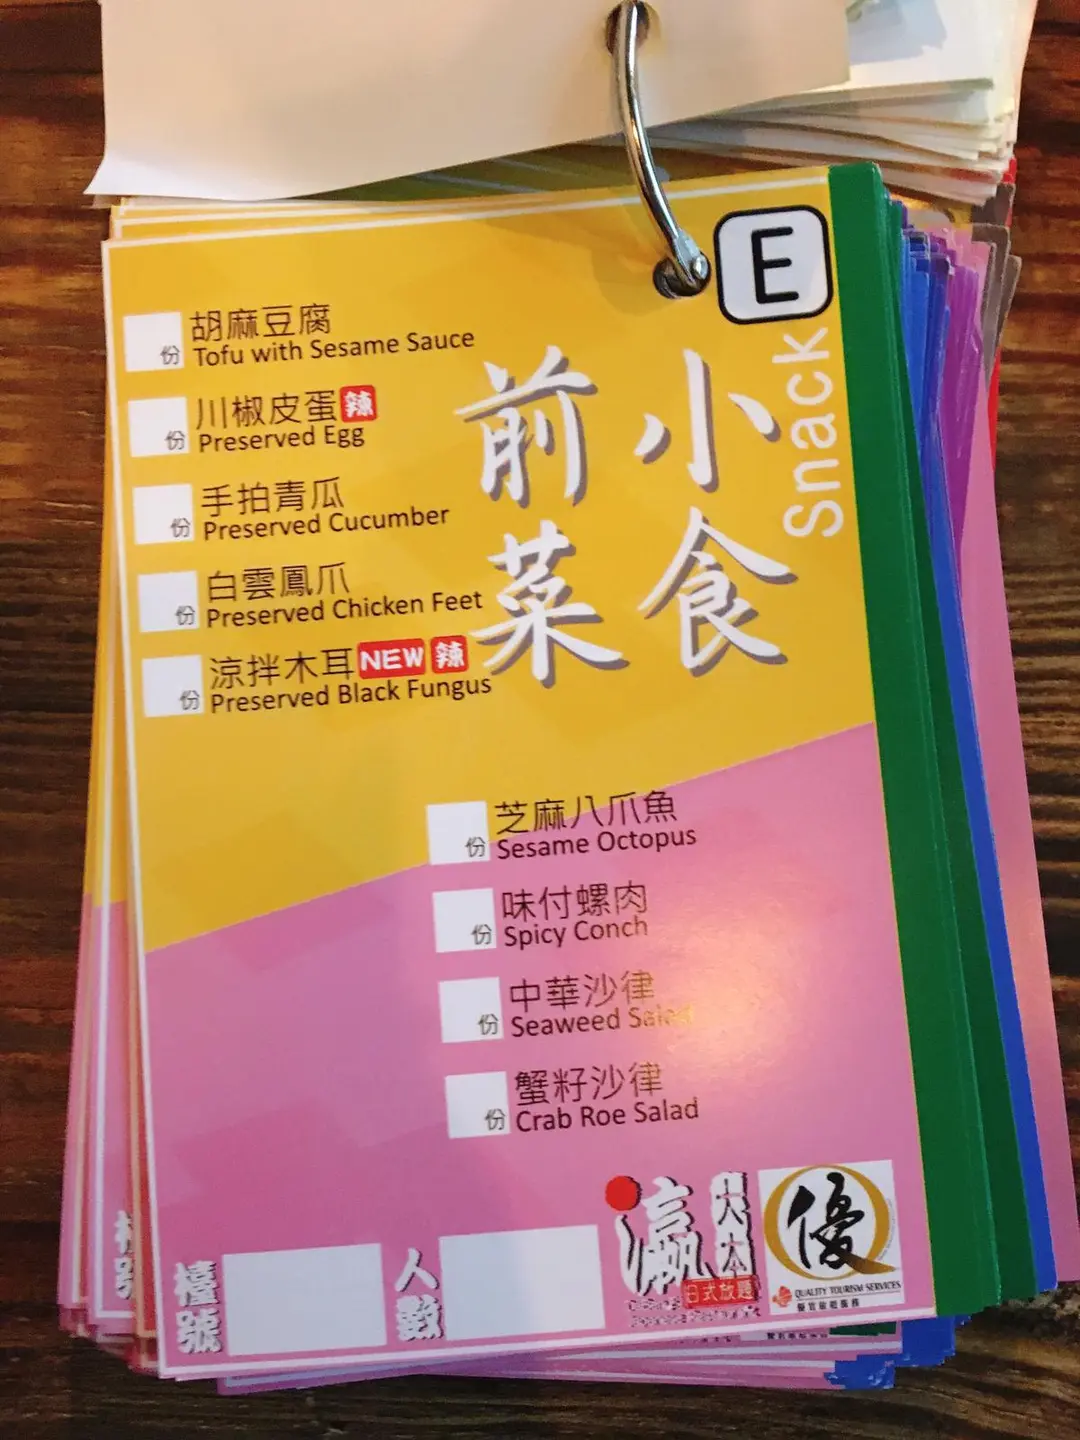 E
Snack
小食
前菜
胡麻豆腐
份
Tofu with Sesame Sauce
川椒皮蛋 辣
份
Preserved Egg
手拍青瓜
份
Preserved Cucumber
白雲鳳爪
份
Preserved Chicken Feet
涼拌木耳 NEW 辣
份
Preserved Black Fungus
芝麻八爪魚
份
Sesame Octopus
味付螺肉
份
Spicy Conch
中華沙律
份
Seaweed Salad
蟹籽沙律
份
Crab Roe Salad
檯號
人數
瀛
日式放題
優
QUALITY TOURISM SERVICES